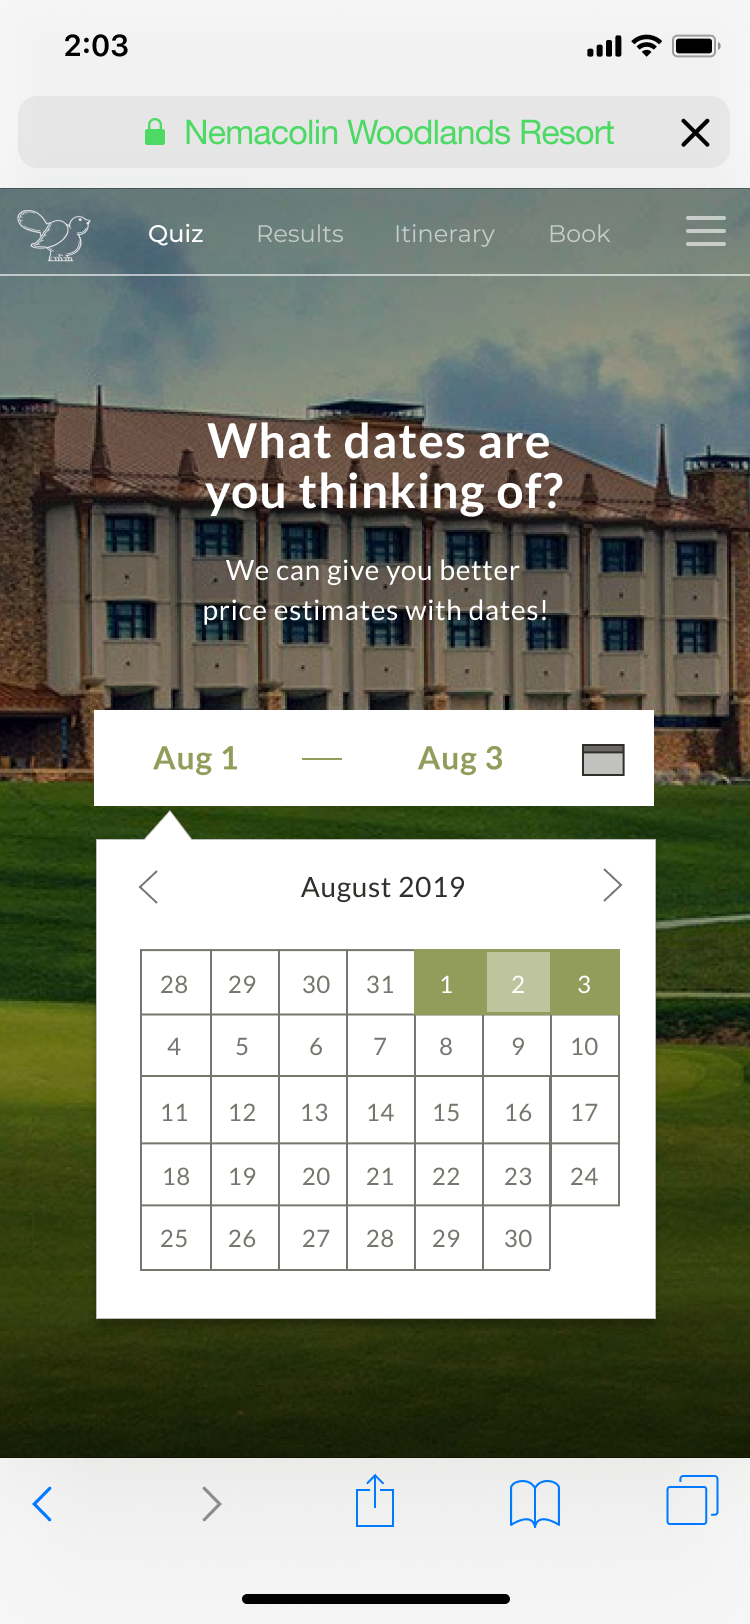 2:03
Nemacolin Woodlands Resort
Quiz Results Itinerary Book
What dates are
you thinking of?
We can give you better
price estimates with dates!
Aug 1 — Aug 3
August 2019
28 29 30 31 1 2 3
4 5 6 7 8 9 10
11 12 13 14 15 16 17
18 19 20 21 22 23 24
25 26 27 28 29 30